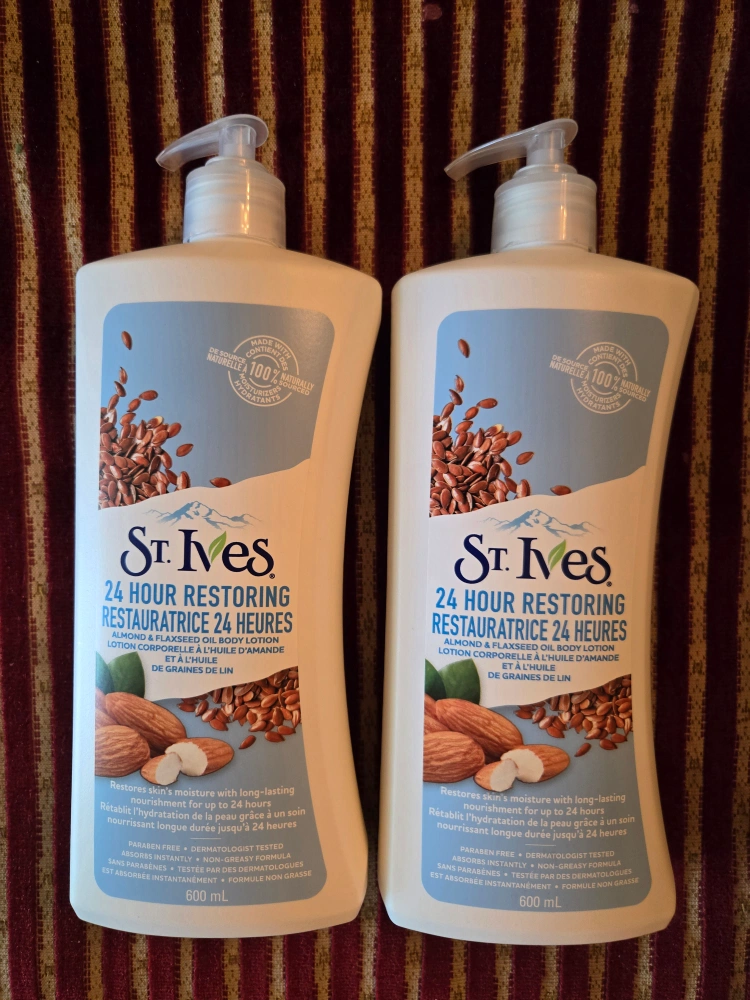 MADE WITH
CONTIENT DES
DE SOURCE
NATURELLE À
100%
NATURALLY
SOURCED
MOISTURIZERS
HYDRATANTS
ST. IVES®
24 HOUR RESTORING
RESTAURATRICE 24 HEURES
ALMOND & FLAXSEED OIL BODY LOTION
LOTION CORPORELLE À L'HUILE D'AMANDE
ET À L'HUILE
DE GRAINES DE LIN
Restores skin's moisture with long-lasting
nourishment for up to 24 hours
Rétablit l'hydratation de la peau grâce à un soin
nourrissant longue durée jusqu'à 24 heures
PARABEN FREE • DERMATOLOGIST TESTED
ABSORBS INSTANTLY • NON-GREASY FORMULA
SANS PARABÈNES • TESTÉE PAR DES DERMATOLOGUES
EST ABSORBÉE INSTANTANÉMENT • FORMULE NON GRASSE
600 mL
MADE WITH
CONTIENT DES
DE SOURCE
NATURELLE À
100%
NATURALLY
SOURCED
MOISTURIZERS
HYDRATANTS
ST. IVES®
24 HOUR RESTORING
RESTAURATRICE 24 HEURES
ALMOND & FLAXSEED OIL BODY LOTION
LOTION CORPORELLE À L'HUILE D'AMANDE
ET À L'HUILE
DE GRAINES DE LIN
Restores skin's moisture with long-lasting
nourishment for up to 24 hours
Rétablit l'hydratation de la peau grâce à un soin
nourrissant longue durée jusqu'à 24 heures
PARABEN FREE • DERMATOLOGIST TESTED
ABSORBS INSTANTLY • NON-GREASY FORMULA
SANS PARABÈNES • TESTÉE PAR DES DERMATOLOGUES
EST ABSORBÉE INSTANTANÉMENT • FORMULE NON GRASSE
600 mL